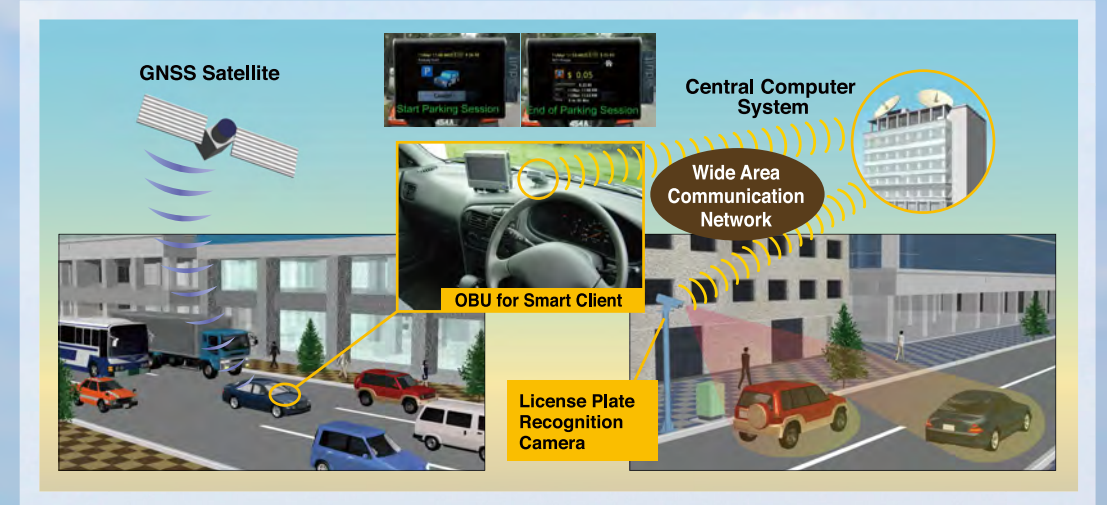 GNSS Satellite
Start Parking Session
End of Parking Session
$ 0.05
Central Computer
System
Wide Area
Communication
Network
OBU for Smart Client
License Plate
Recognition
Camera